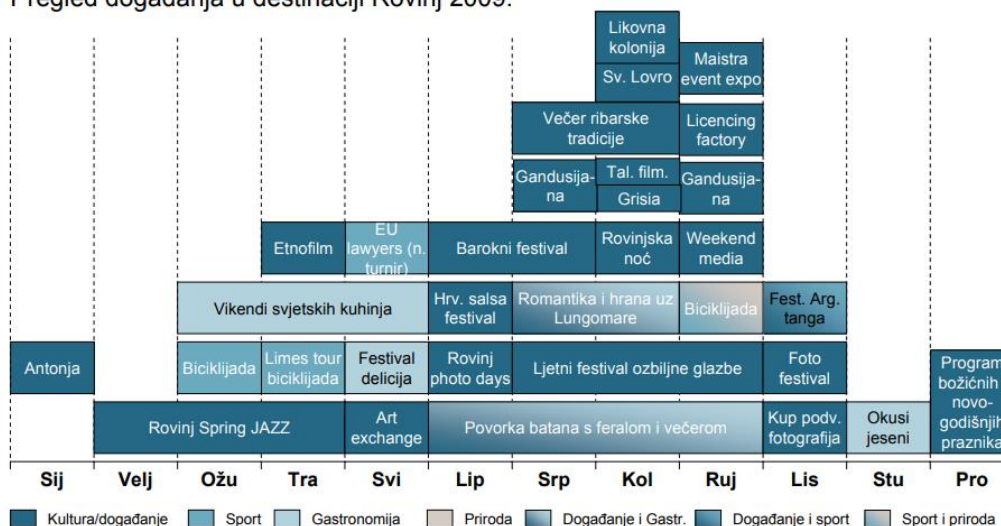 Pregled događanja u destinaciji Rovinj 2009.
Likovna
kolonija
Sv. Lovro
Maistra
event expo
Večer ribarske
tradicije
Licencing
factory
Gandusija-
na
Tal. film.
Grisia
Gandusija-
na
Etnofilm
EU
lawyers (n.
turnir)
Barokni festival
Rovinjska
noć
Weekend
media
Vikendi svjetskih kuhinja
Hrv. salsa
festival
Romantika i hrana uz
Lungomare
Biciklijada
Fest. Arg.
tanga
Antonja
Biciklijada
Limes tour
biciklijada
Festival
delicija
Rovinj
photo days
Ljetni festival ozbiljne glazbe
Foto
festival
Program
božićnih i
novo-
godišnjih
praznika
Rovinj Spring JAZZ
Art
exchange
Povorka batana s feralom i večerom
Kup podv.
fotografija
Okusi
jeseni
Sij Velj Ožu Tra Svi Lip Srp Kol Ruj Lis Stu Pro
Kultura/događanje Sport Gastronomija Priroda Događanje i Gastr. Događanje i sport Sport i priroda